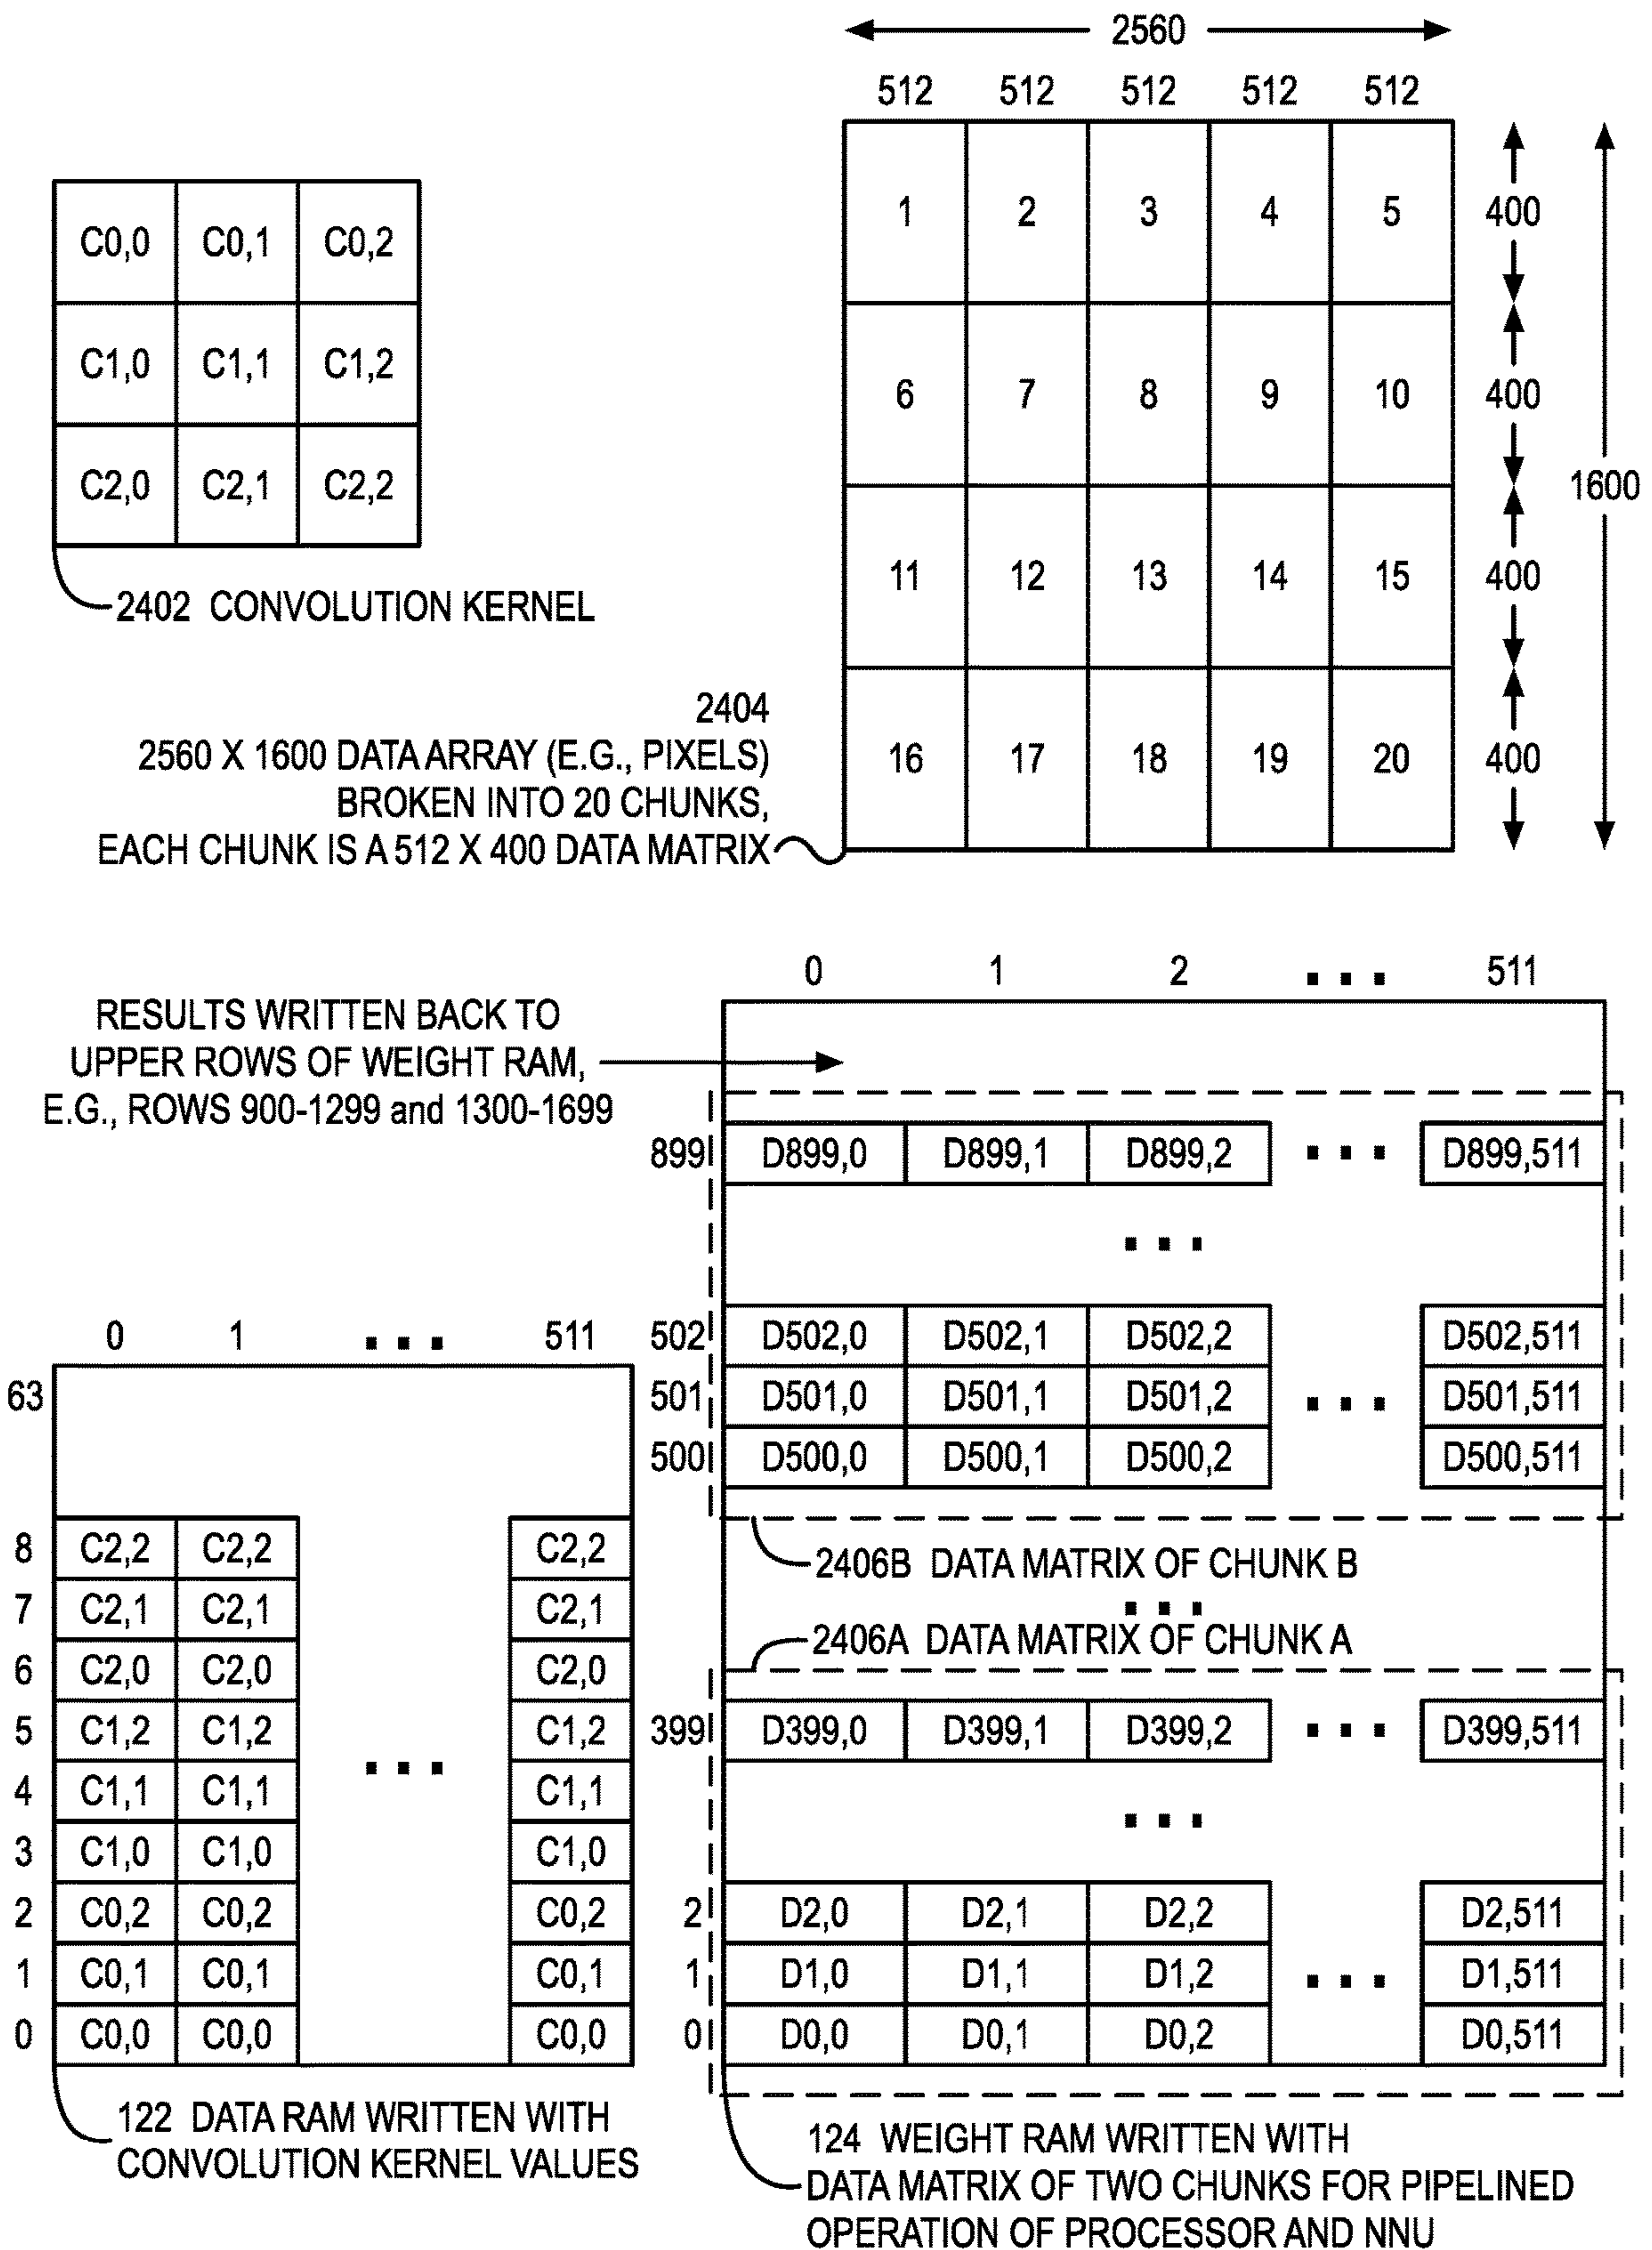 2560
512 512 512 512 512
1 2 3 4 5 400
6 7 8 9 10 400
11 12 13 14 15 400
16 17 18 19 20 400
1600
C0,0 C0,1 C0,2
C1,0 C1,1 C1,2
C2,0 C2,1 C2,2
2402 CONVOLUTION KERNEL
2404
2560 X 1600 DATA ARRAY (E.G., PIXELS)
BROKEN INTO 20 CHUNKS,
EACH CHUNK IS A 512 X 400 DATA MATRIX
RESULTS WRITTEN BACK TO
UPPER ROWS OF WEIGHT RAM,
E.G., ROWS 900-1299 and 1300-1699
0 1 2 ... 511
899 D899,0 D899,1 D899,2 ... D899,511
...
502 D502,0 D502,1 D502,2 D502,511
501 D501,0 D501,1 D501,2 ... D501,511
500 D500,0 D500,1 D500,2 D500,511
2406B DATA MATRIX OF CHUNK B
...
2406A DATA MATRIX OF CHUNK A
399 D399,0 D399,1 D399,2 ... D399,511
...
2 D2,0 D2,1 D2,2 D2,511
1 D1,0 D1,1 D1,2 ... D1,511
0 D0,0 D0,1 D0,2 D0,511
124 WEIGHT RAM WRITTEN WITH
DATA MATRIX OF TWO CHUNKS FOR PIPELINED
OPERATION OF PROCESSOR AND NNU
0 1 ... 511
63
8 C2,2 C2,2 C2,2
7 C2,1 C2,1 C2,1
6 C2,0 C2,0 C2,0
5 C1,2 C1,2 C1,2
...
4 C1,1 C1,1 C1,1
3 C1,0 C1,0 C1,0
2 C0,2 C0,2 C0,2
1 C0,1 C0,1 C0,1
0 C0,0 C0,0 C0,0
122 DATA RAM WRITTEN WITH
CONVOLUTION KERNEL VALUES